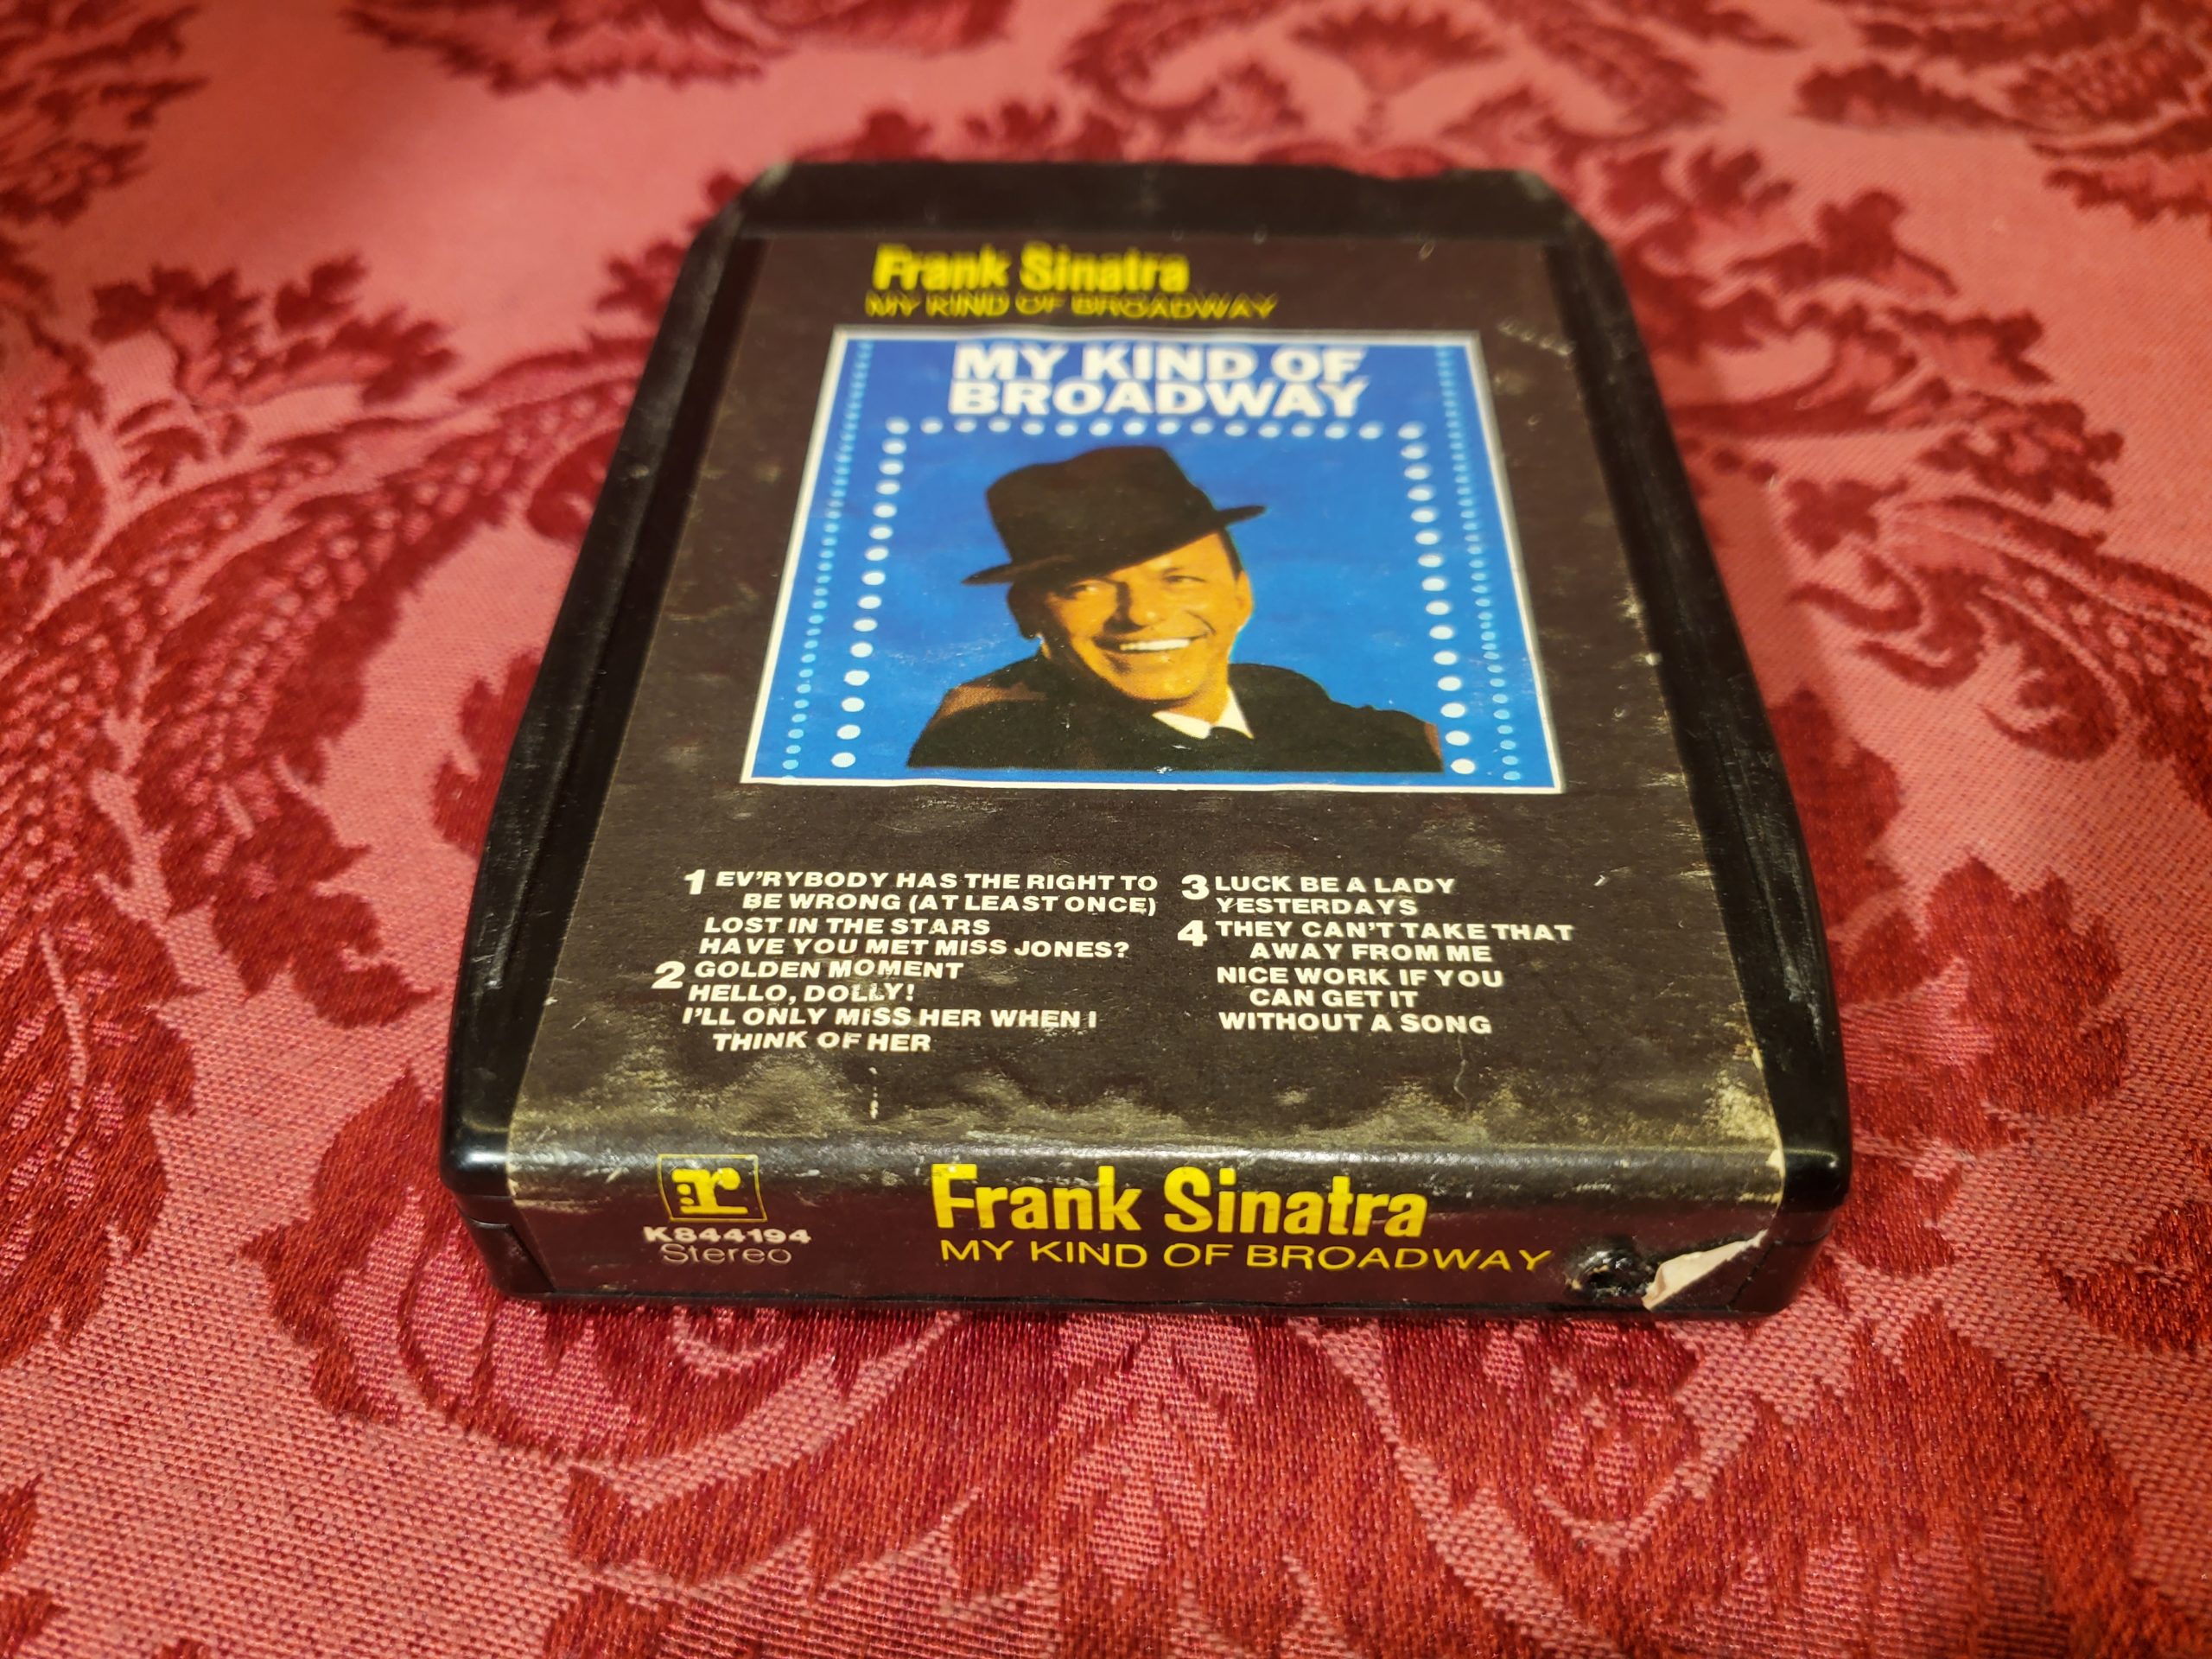 Frank Sinatra
MY KIND OF BROADWAY
MY KIND OF
BROADWAY
1 EV'RYBODY HAS THE RIGHT TO
BE WRONG (AT LEAST ONCE)
LOST IN THE STARS
HAVE YOU MET MISS JONES?
2 GOLDEN MOMENT
HELLO, DOLLY!
I'LL ONLY MISS HER WHEN I
THINK OF HER
3 LUCK BE A LADY
YESTERDAYS
4 THEY CAN'T TAKE THAT
AWAY FROM ME
NICE WORK IF YOU
CAN GET IT
WITHOUT A SONG
:r
K844194
Stereo
Frank Sinatra
MY KIND OF BROADWAY